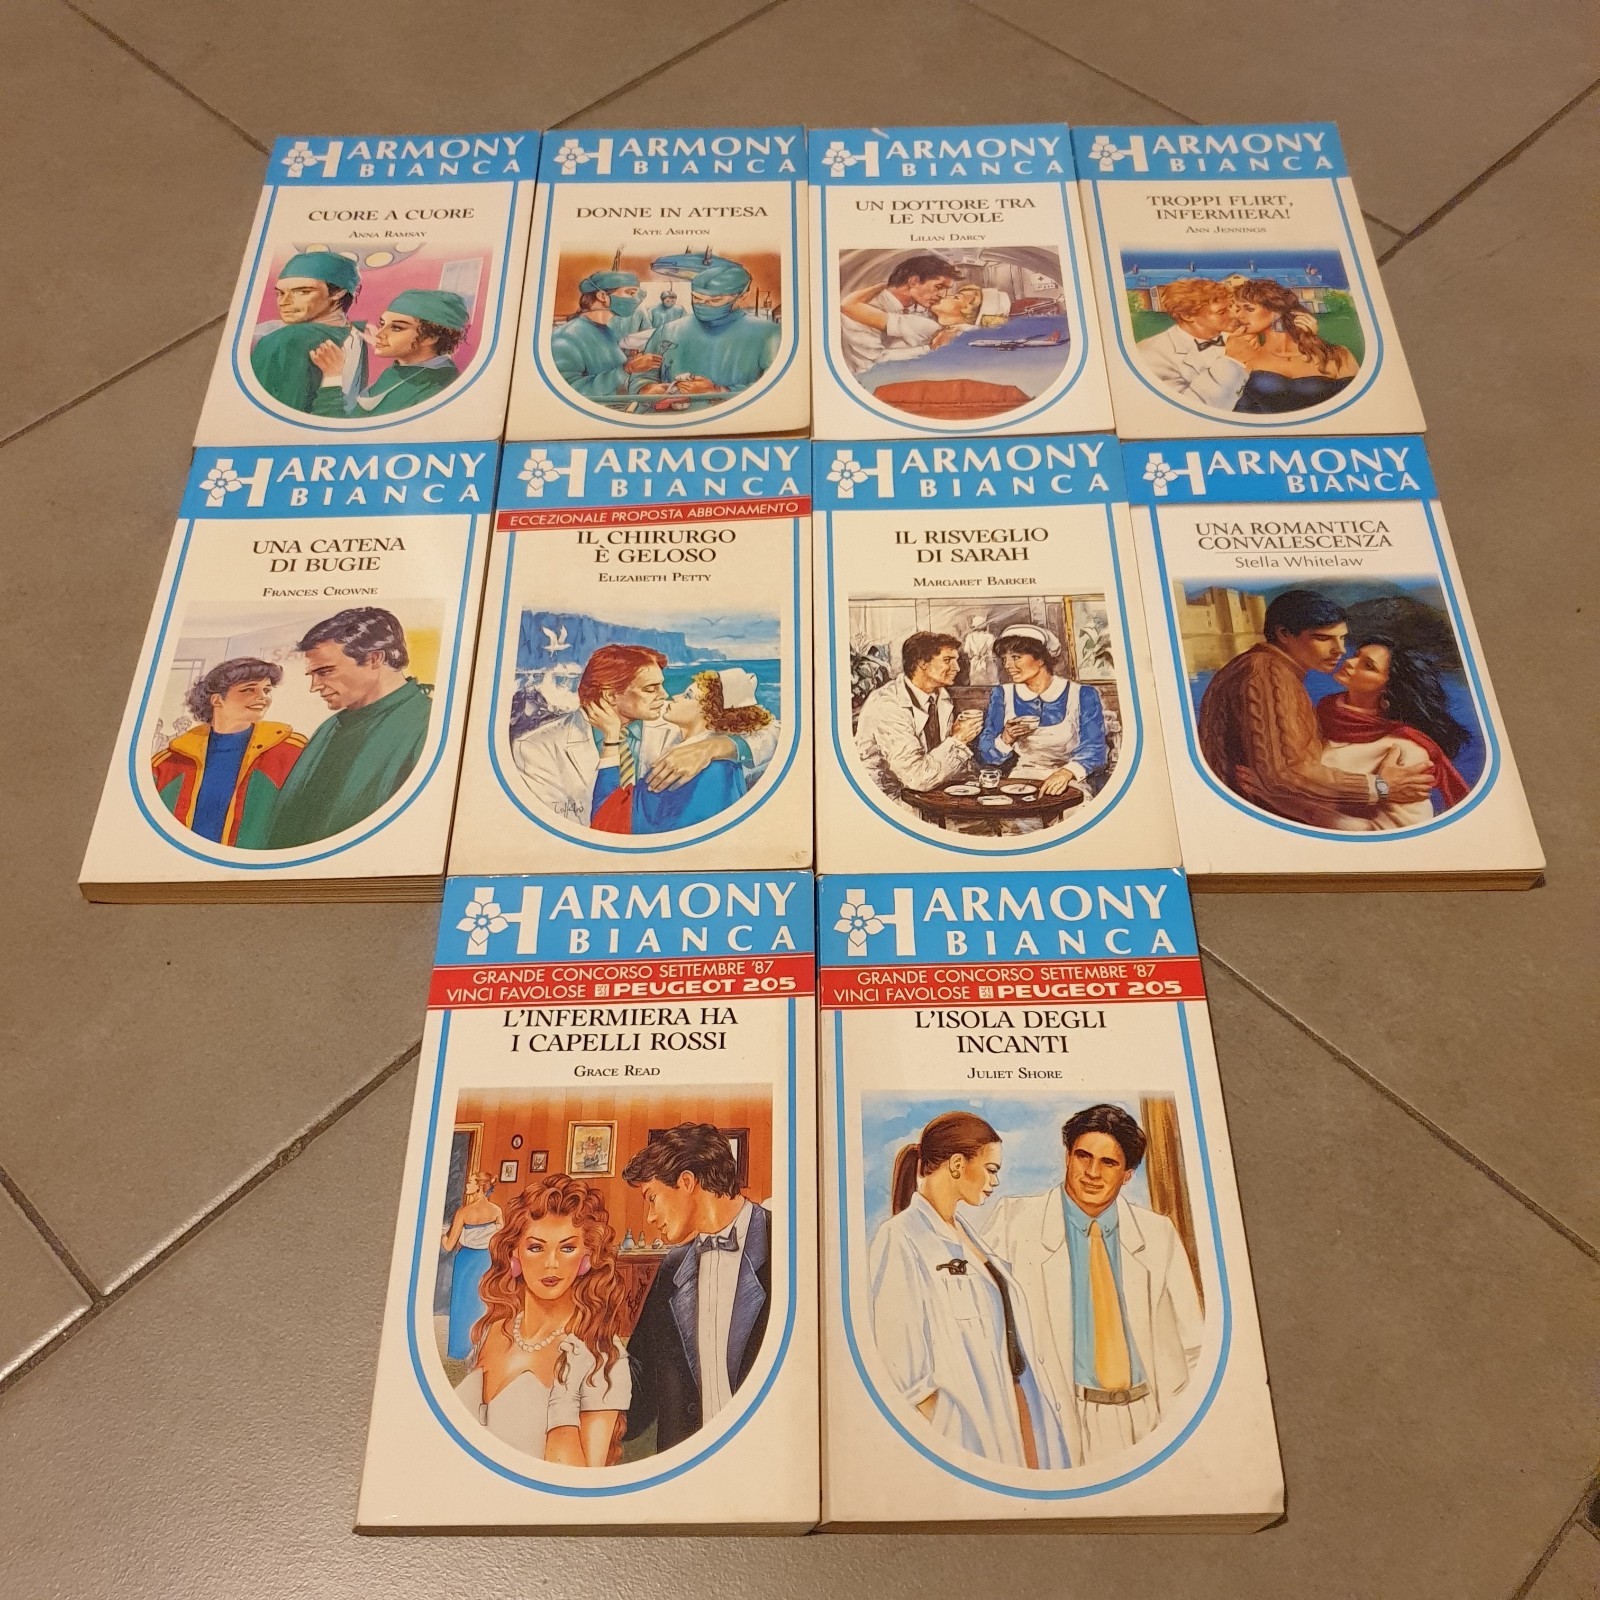 HARMONY
BIANCA
CUORE A CUORE
ANNA RAMSAY
HARMONY
BIANCA
DONNE IN ATTESA
KATE ASHTON
HARMONY
BIANCA
UN DOTTORE TRA
LE NUVOLE
LILIAN DARCY
HARMONY
BIANCA
TROPPI FLIRT,
INFERMIERA!
ANN JENNINGS
HARMONY
BIANCA
UNA CATENA
DI BUGIE
FRANCES CROWNE
HARMONY
BIANCA
ECCEZIONALE PROPOSTA ABBONAMENTO
IL CHIRURGO
È GELOSO
ELIZABETH PETTY
HARMONY
BIANCA
IL RISVEGLIO
DI SARAH
MARGARET BARKER
HARMONY
BIANCA
UNA ROMANTICA
CONVALESCENZA
Stella Whitelaw
HARMONY
BIANCA
GRANDE CONCORSO SETTEMBRE '87
VINCI FAVOLOSE PEUGEOT 205
L'INFERMIERA HA
I CAPELLI ROSSI
GRACE READ
HARMONY
BIANCA
GRANDE CONCORSO SETTEMBRE '87
VINCI FAVOLOSE PEUGEOT 205
L'ISOLA DEGLI
INCANTI
JULIET SHORE